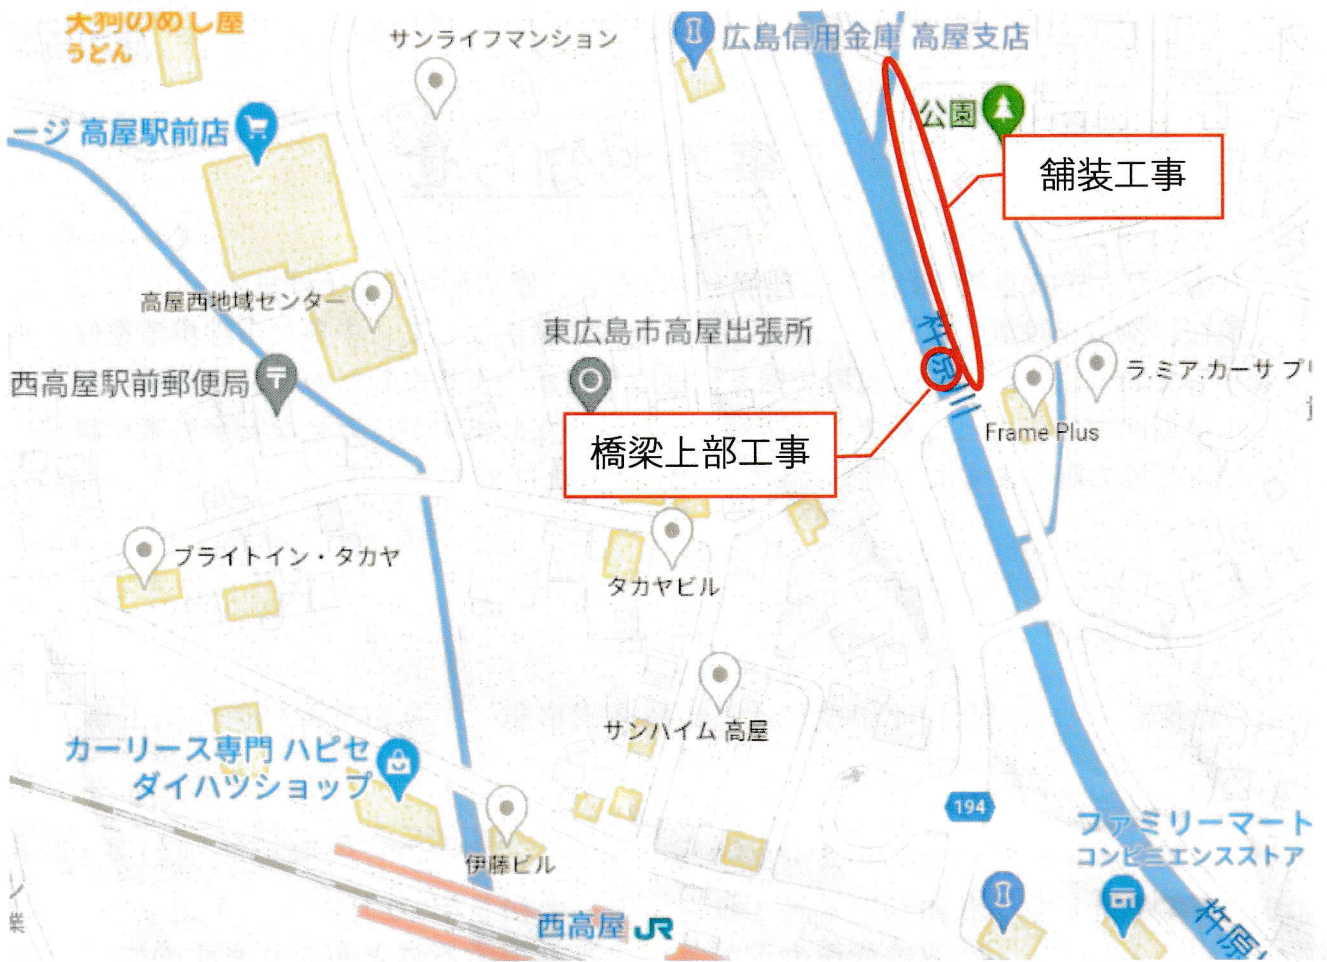 天狗のめし屋
うどん
サンライフマンション
広島信用金庫 高屋支店
公園
ージ 高屋駅前店
舗装工事
高屋西地域センター
東広島市高屋出張所
杵原
西高屋駅前郵便局
ラ.ミア.カーサ プ
Frame Plus
橋梁上部工事
ブライトイン・タカヤ
タカヤビル
サンハイム 高屋
カーリース専門 ハピセ
ダイハツショップ
194
ファミリーマート
コンビニエンスストア
伊藤ビル
西高屋 JR
杵原
業